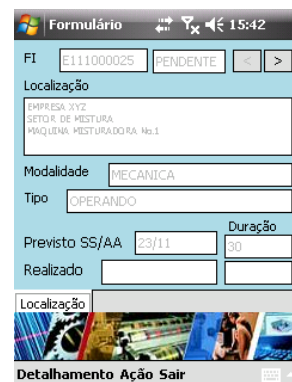 Formulário 15:42
FI E111000025 PENDENTE < >
Localização
EMPRESA XYZ
SETOR DE MISTURA
MAQUINA MISTURADORA No.1
Modalidade MECANICA
Tipo OPERANDO
Duração
Previsto SS/AA 23/11 30
Realizado
Localização
Detalhamento Ação Sair